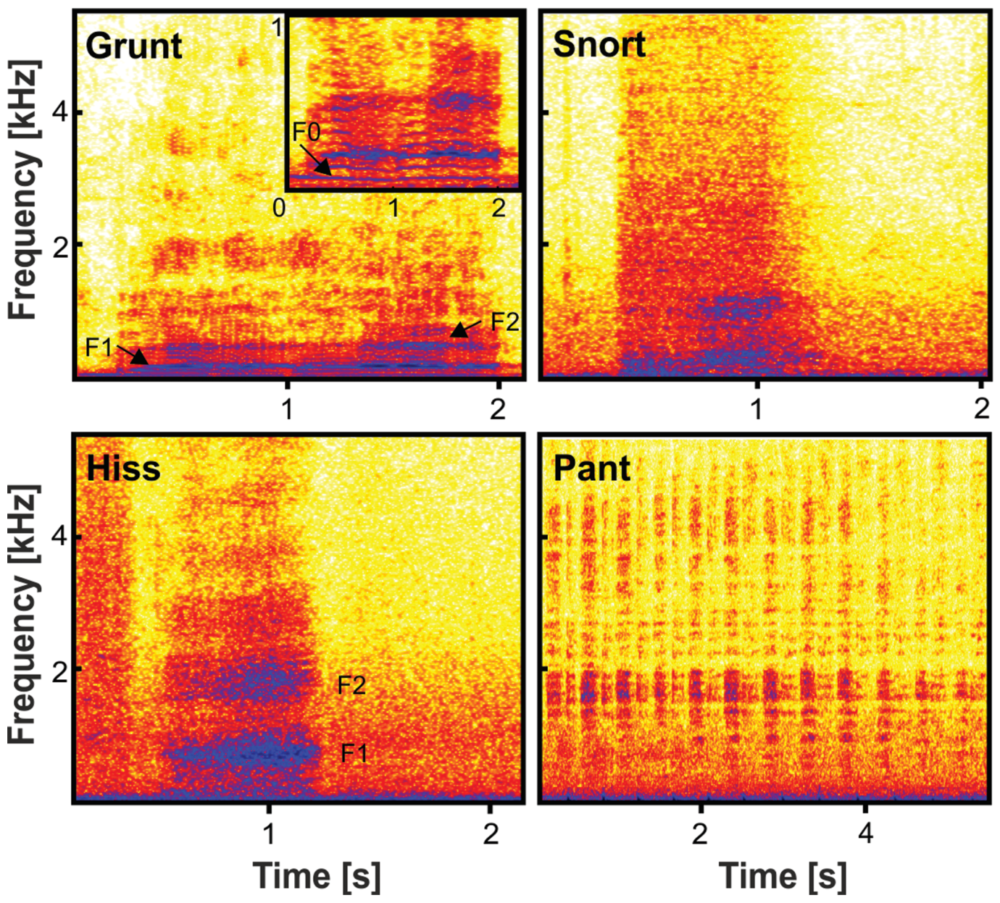 Grunt
1
F0
0 1 2
F1
F2
Frequency [kHz]
4
2
1 2
Snort
1 2
Hiss
F2
F1
Frequency [kHz]
4
2
1 2
Time [s]
Pant
2 4
Time [s]